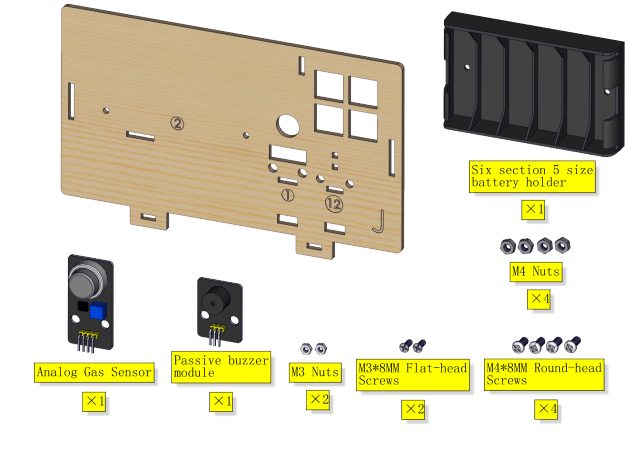 ②
①
⑫
J
Six section 5 size
battery holder
×1
M4 Nuts
×4
Analog Gas Sensor
×1
Passive buzzer
module
×1
M3 Nuts
×2
M3*8MM Flat-head
Screws
×2
M4*8MM Round-head
Screws
×4